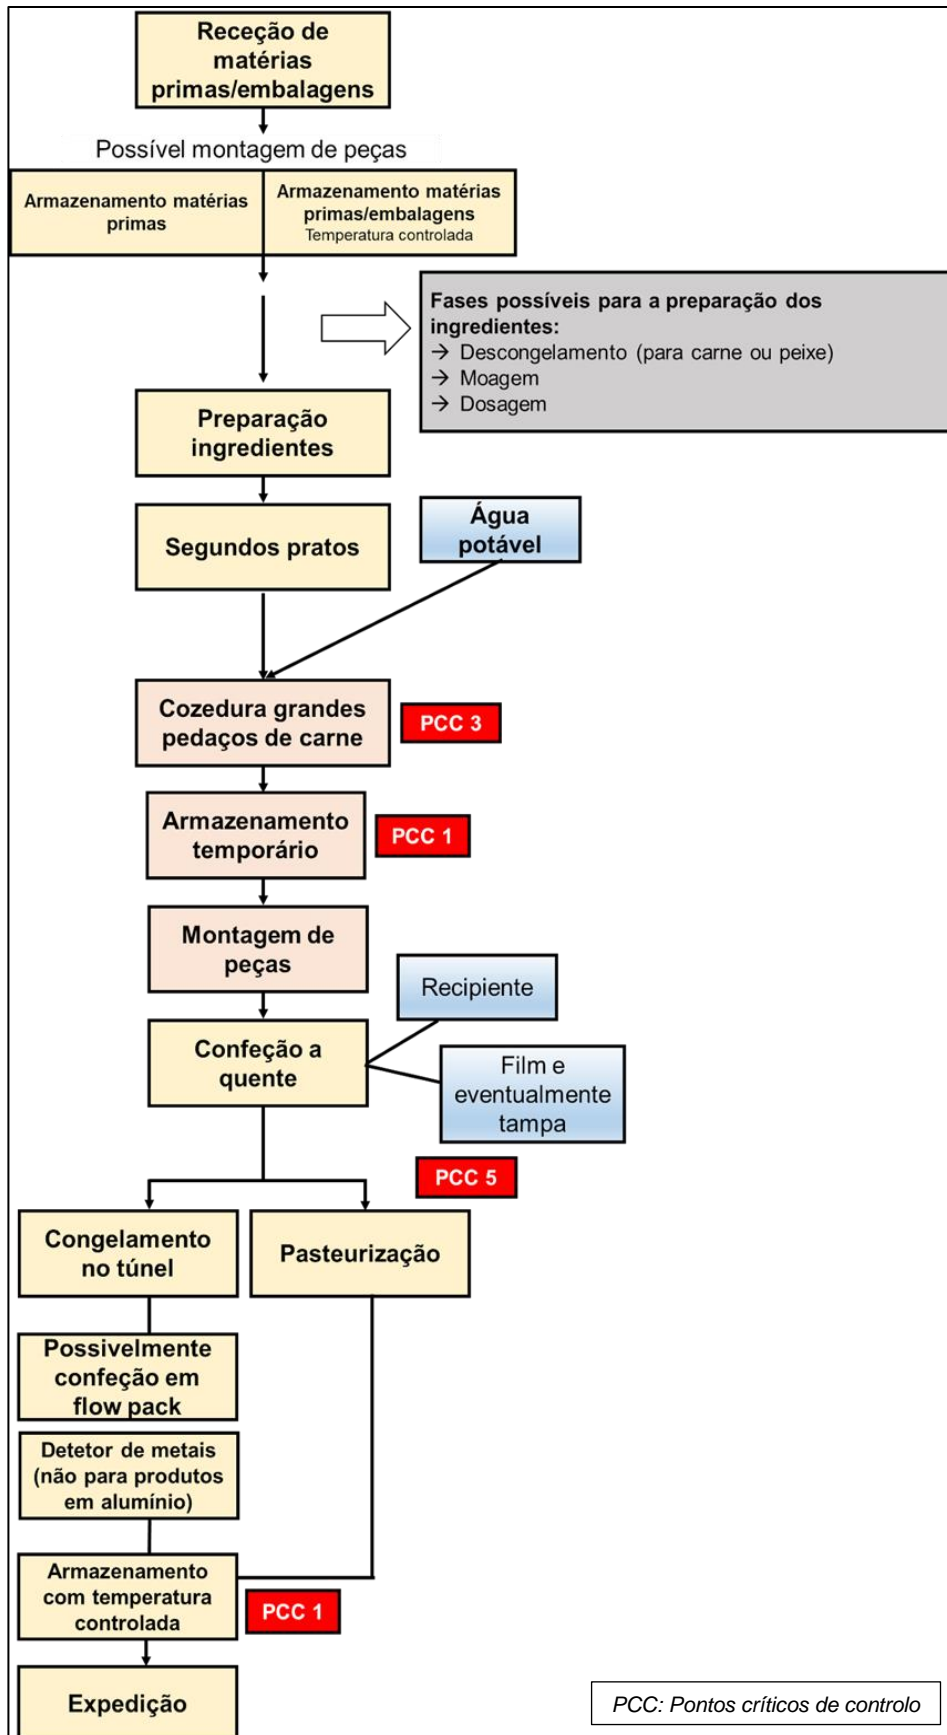 Receção de
matérias
primas/embalagens
Possível montagem de peças
Armazenamento matérias
primas
Armazenamento matérias
primas/embalagens
Temperatura controlada
Fases possíveis para a preparação dos
ingredientes:
→ Descongelamento (para carne ou peixe)
→ Moagem
→ Dosagem
Preparação
ingredientes
Segundos pratos
Água
potável
Cozedura grandes
pedaços de carne
PCC 3
Armazenamento
temporário
PCC 1
Montagem de
peças
Recipiente
Confeção a
quente
Film e
eventualmente
tampa
PCC 5
Congelamento
no túnel
Pasteurização
Possivelmente
confeção em
flow pack
Detetor de metais
(não para produtos
em alumínio)
Armazenamento
com temperatura
controlada
PCC 1
Expedição
PCC: Pontos críticos de controlo